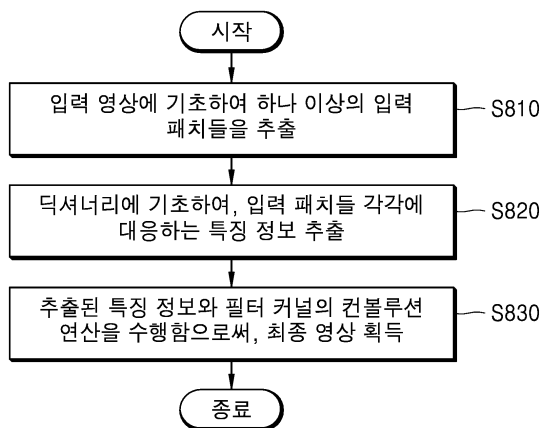 시작
입력 영상에 기초하여 하나 이상의 입력
패치들을 추출
S810
딕셔너리에 기초하여, 입력 패치들 각각에
대응하는 특징 정보 추출
S820
추출된 특징 정보와 필터 커널의 컨볼루션
연산을 수행함으로써, 최종 영상 획득
S830
종료